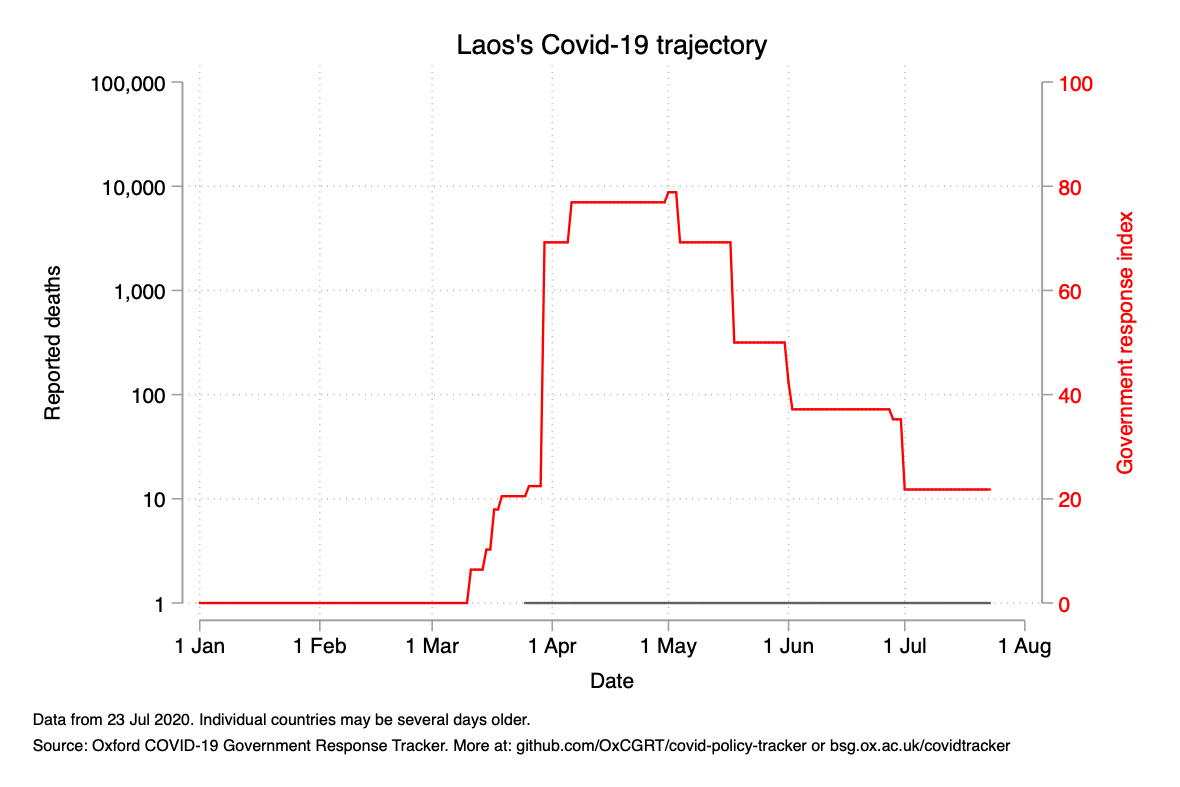 Laos's Covid-19 trajectory
100,000
10,000
1,000
100
10
1
Reported deaths
100
80
60
40
20
0
Government response index
1 Jan 1 Feb 1 Mar 1 Apr 1 May 1 Jun 1 Jul 1 Aug
Date
Data from 23 Jul 2020. Individual countries may be several days older.
Source: Oxford COVID-19 Government Response Tracker. More at: github.com/OxCGRT/covid-policy-tracker or bsg.ox.ac.uk/covidtracker